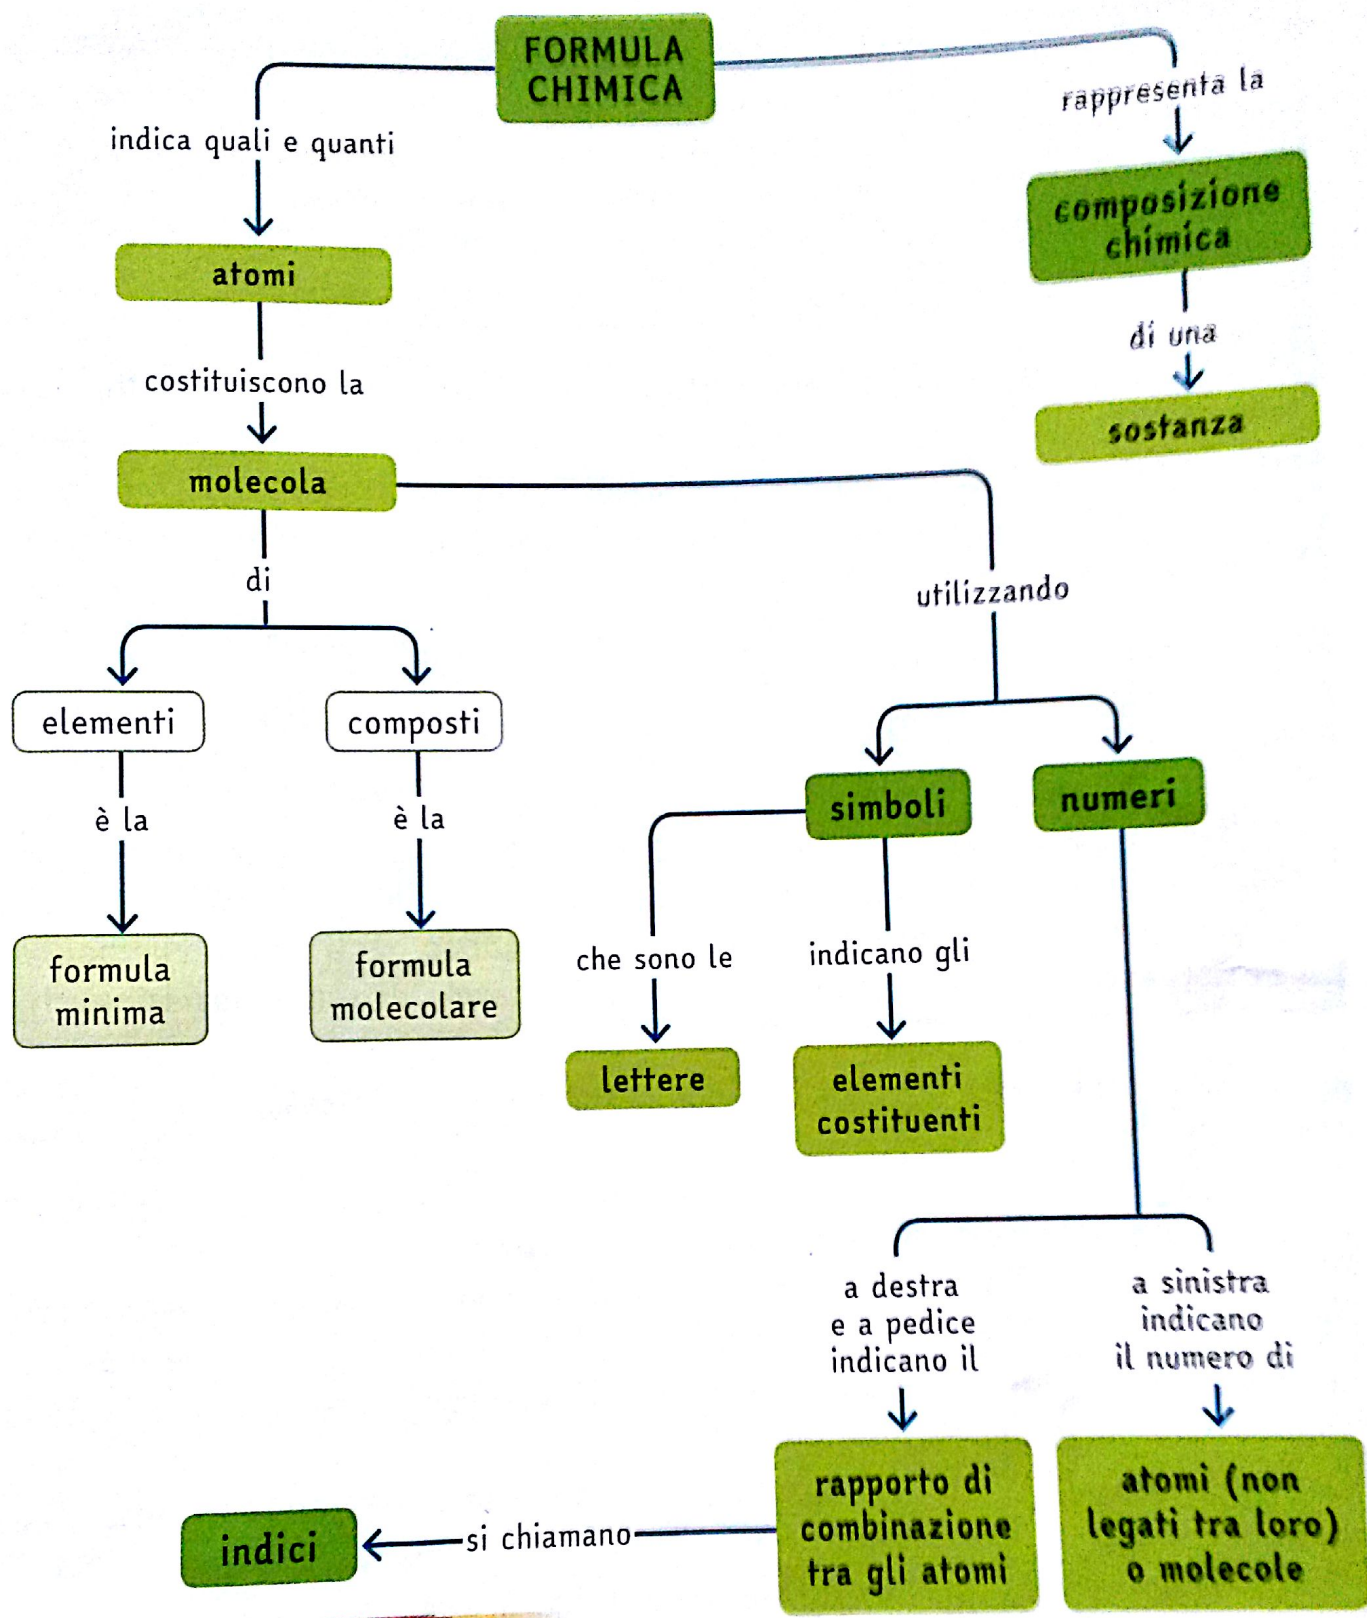 FORMULA
CHIMICA
indica quali e quanti
rappresenta la
atomi
composizione
chimica
costituiscono la
di una
molecola
sostanza
di
utilizzando
elementi
composti
simboli
numeri
è la
è la
formula
minima
formula
molecolare
che sono le
indicano gli
lettere
elementi
costituenti
a destra
e a pedice
indicano il
a sinistra
indicano
il numero di
rapporto di
combinazione
tra gli atomi
atomi (non
legati tra loro)
o molecole
si chiamano
indici